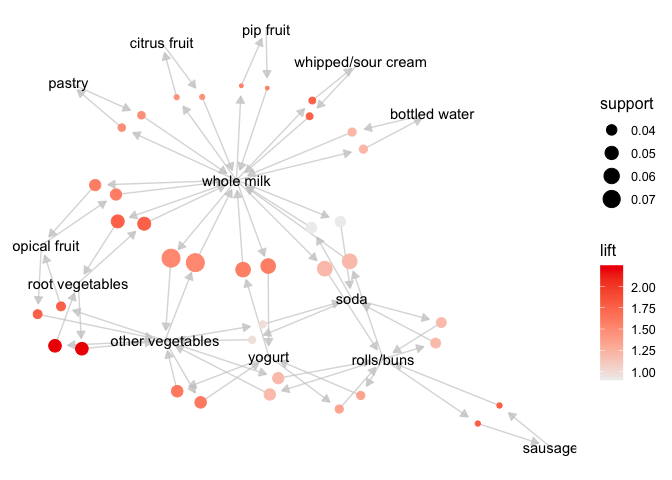 pip fruit
citrus fruit
whipped/sour cream
pastry
bottled water
whole milk
opical fruit
root vegetables
soda
other vegetables
yogurt
rolls/buns
sausage
support
0.04
0.05
0.06
0.07
lift
2.00
1.75
1.50
1.25
1.00